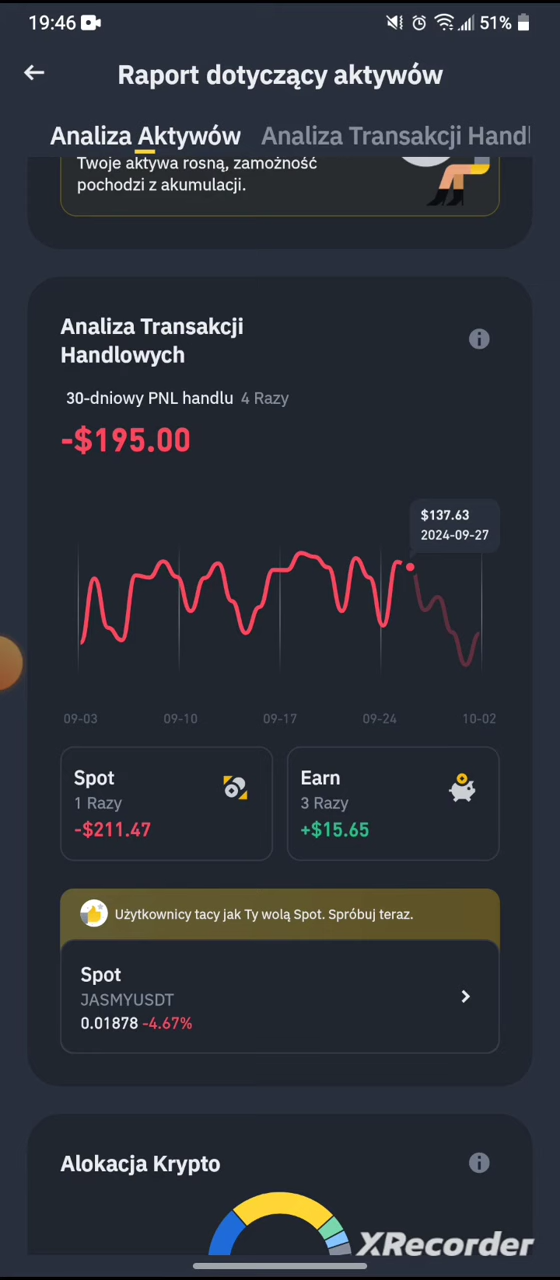 19:46
51%
Raport dotyczący aktywów
Analiza Aktywów Analiza Transakcji Handl
Twoje aktywa rosną, zamożność
pochodzi z akumulacji.
Analiza Transakcji
Handlowych
30-dniowy PNL handlu 4 Razy
-$195.00
$137.63
2024-09-27
09-03 09-10 09-17 09-24 10-02
Spot
1 Razy
-$211.47
Earn
3 Razy
+$15.65
Użytkownicy tacy jak Ty wolą Spot. Spróbuj teraz.
Spot
JASMYUSDT
0.01878 -4.67%
Alokacja Krypto
XRecorder